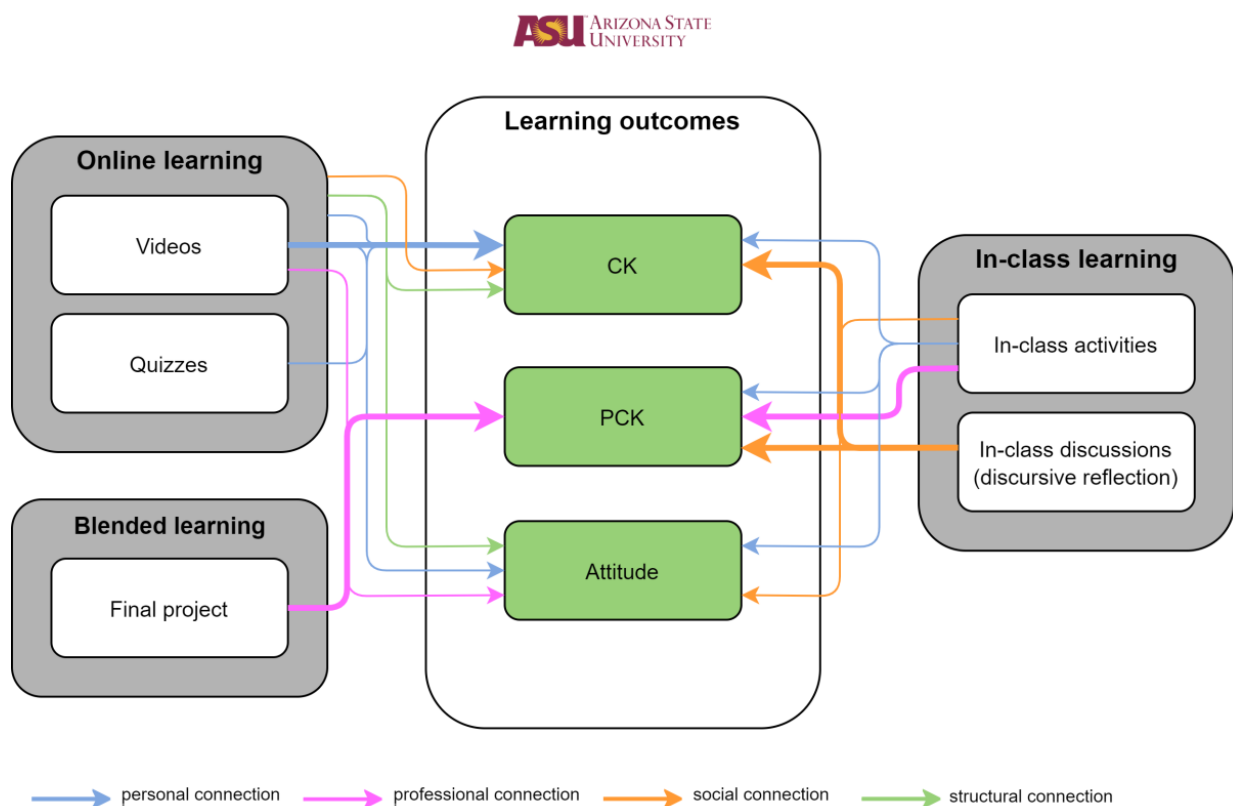 ASU ARIZONA STATE
UNIVERSITY
Learning outcomes
Online learning
Videos
Quizzes
Blended learning
Final project
CK
PCK
Attitude
In-class learning
In-class activities
In-class discussions
(discursive reflection)
personal connection
professional connection
social connection
structural connection